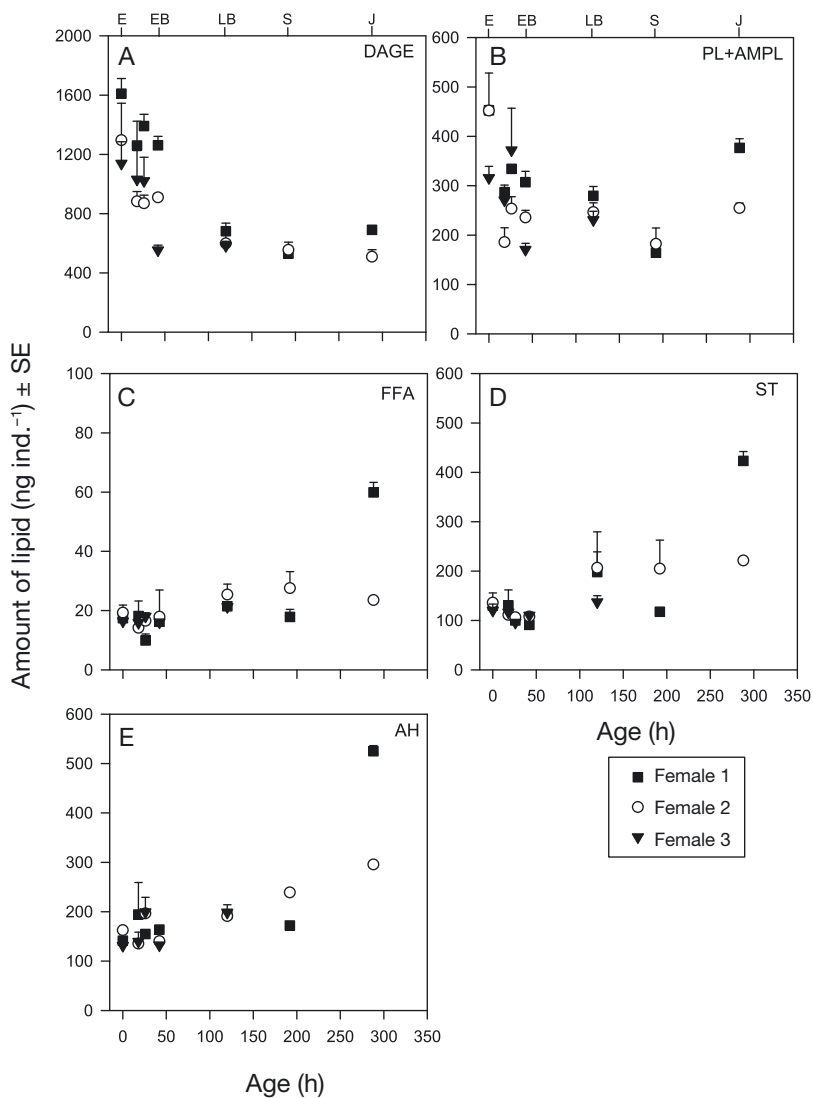 E EB LB S J
E EB LB S J
2000
1600
1200
800
400
0
A
DAGE
600
500
400
300
200
100
0
B
PL+AMPL
100
80
60
40
20
0
C
FFA
600
500
400
300
200
100
0
D
ST
0 50 100 150 200 250 300 350
Age (h)
600
500
400
300
200
100
0
E
AH
0 50 100 150 200 250 300 350
Age (h)
Amount of lipid (ng ind.⁻¹) ± SE
Female 1
Female 2
Female 3